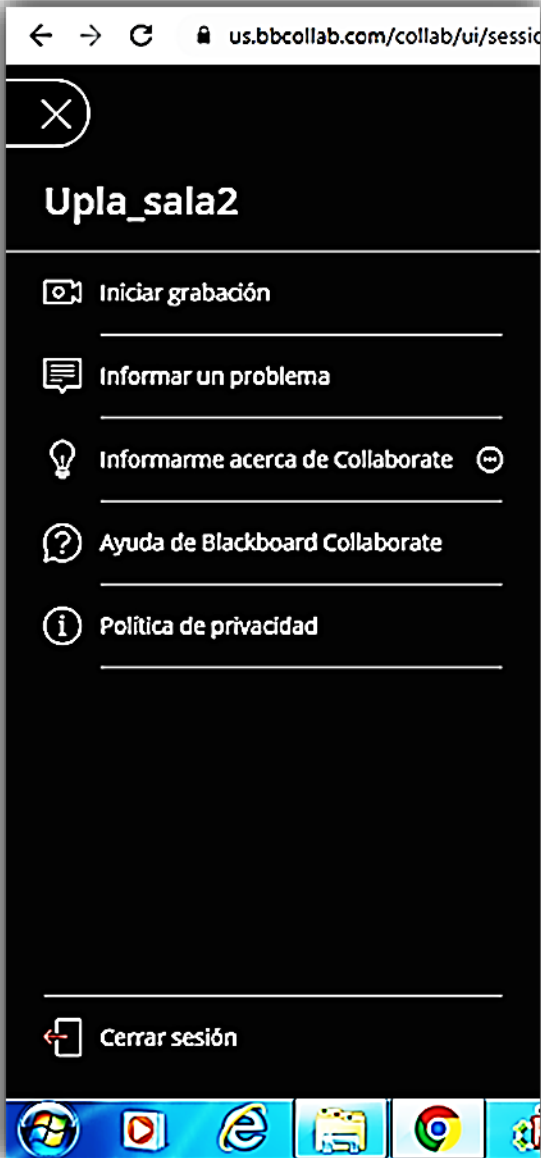 us.bbcollab.com/collab/ui/sessio
Upla_sala2
Iniciar grabación
Informar un problema
Informarme acerca de Collaborate
Ayuda de Blackboard Collaborate
Política de privacidad
Cerrar sesión